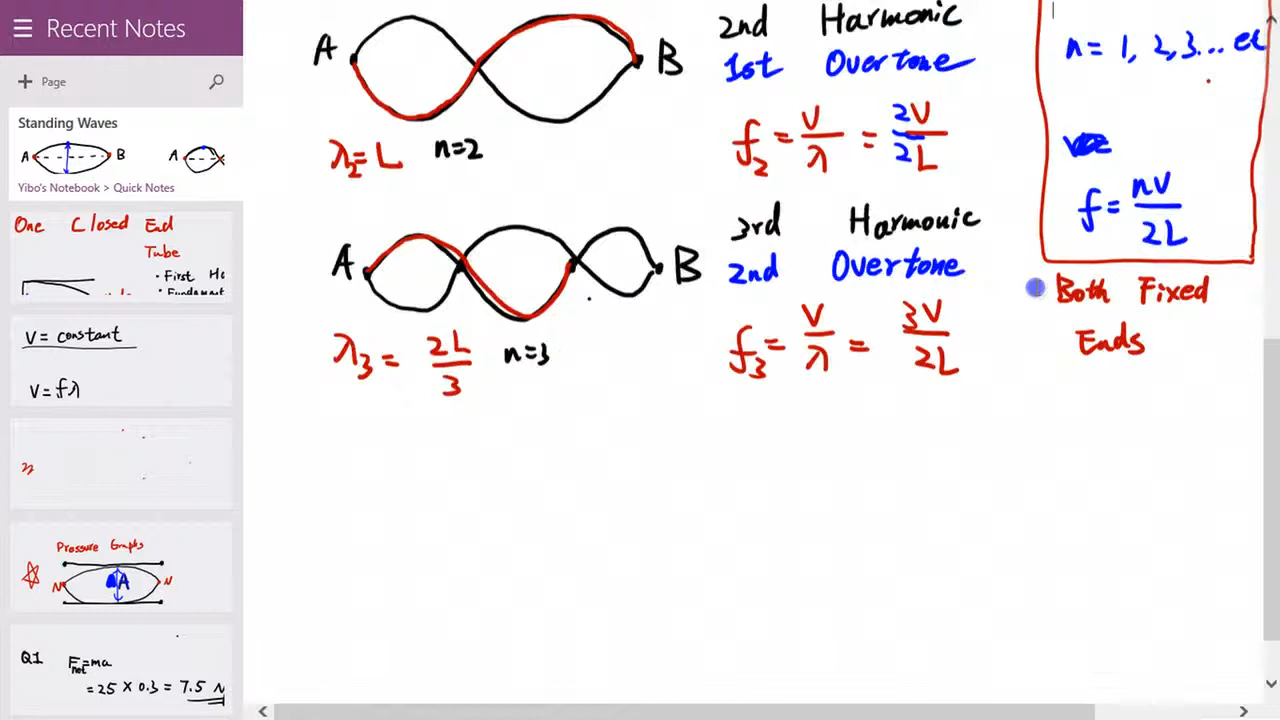 Recent Notes
Page
Standing Waves
A B A
Yibo's Notebook > Quick Notes
One Closed End
Tube
• First
• Fundament
V = constant
V = fλ
Pressure Graphs
N A N
Q1 Fnet = ma
= 25 × 0.3 = 7.5 N
A B
λ2 = L n=2
2nd Harmonic
1st Overtone
f2 = V/λ = 2V/2L
A B
λ3 = 2L/3 n=3
3rd Harmonic
2nd Overtone
f3 = V/λ = 3V/2L
n = 1, 2, 3... etc
f = nV/2L
Both Fixed
Ends